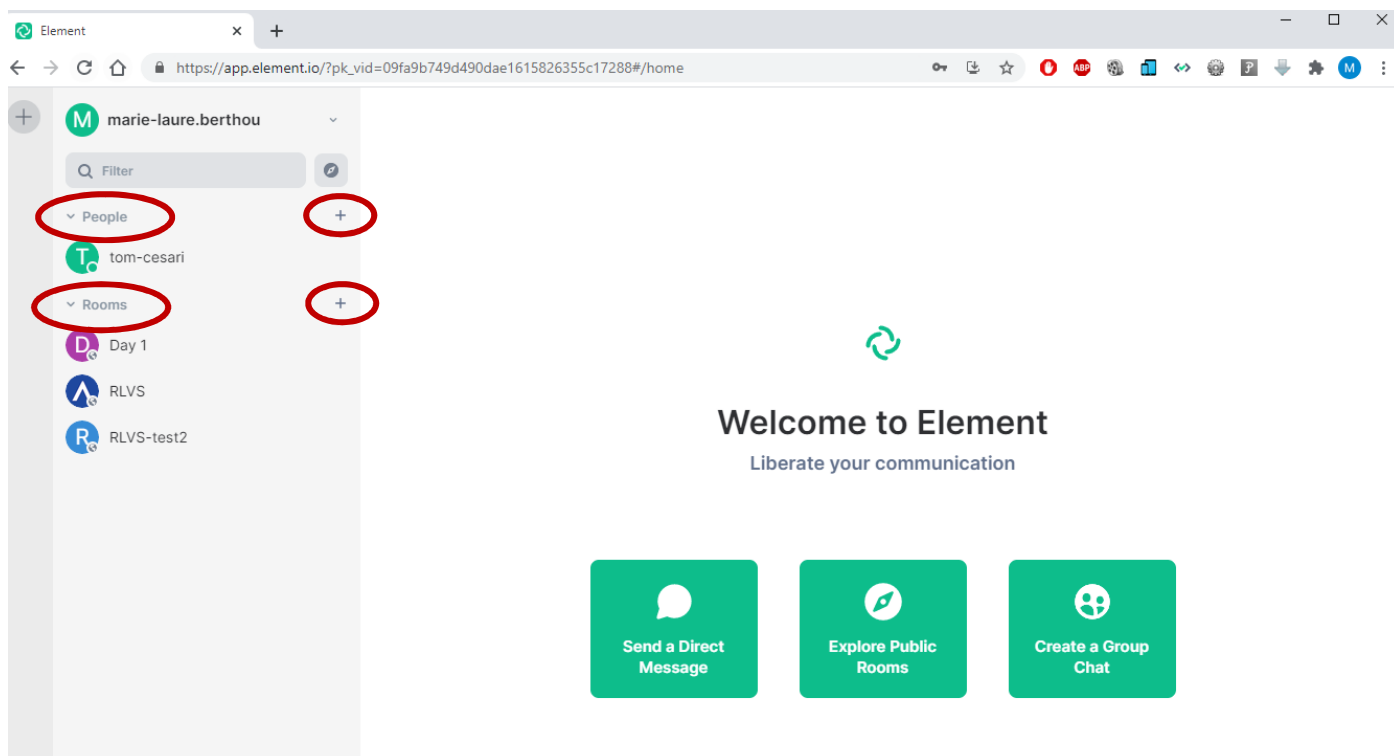 Element
https://app.element.io/?pk_vid=09fa9b749d490dae1615826355c17288#/home
ABP
M
M marie-laure.berthou
Filter
People
T tom-cesari
Rooms
D Day 1
RLVS
R RLVS-test2
Welcome to Element
Liberate your communication
Send a Direct
Message
Explore Public
Rooms
Create a Group
Chat